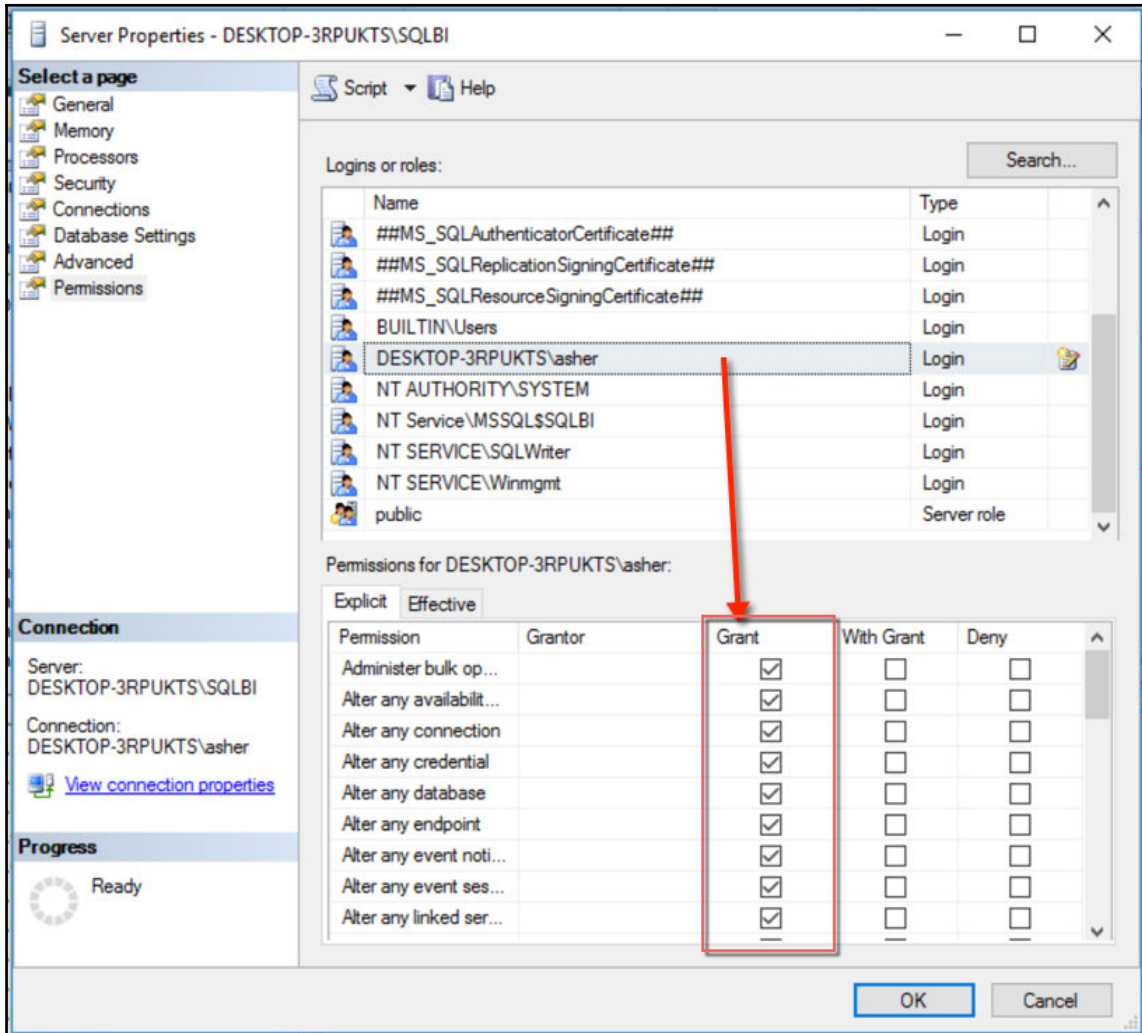 Server Properties - DESKTOP-3RPUKTS\SQLBI
Select a page
General
Memory
Processors
Security
Connections
Database Settings
Advanced
Permissions
Connection
Server:
DESKTOP-3RPUKTS\SQLBI
Connection:
DESKTOP-3RPUKTS\asher
View connection properties
Progress
Ready
Script Help
Logins or roles: Search...
Name Type
##MS_SQLAuthenticatorCertificate## Login
##MS_SQLReplicationSigningCertificate## Login
##MS_SQLResourceSigningCertificate## Login
BUILTIN\Users Login
DESKTOP-3RPUKTS\asher Login
NT AUTHORITY\SYSTEM Login
NT Service\MSSQL$SQLBI Login
NT SERVICE\SQLWriter Login
NT SERVICE\Winmgmt Login
public Server role
Permissions for DESKTOP-3RPUKTS\asher:
Explicit Effective
Permission Grantor Grant With Grant Deny
Administer bulk op...
Alter any availabilit...
Alter any connection
Alter any credential
Alter any database
Alter any endpoint
Alter any event noti...
Alter any event ses...
Alter any linked ser...
OK Cancel